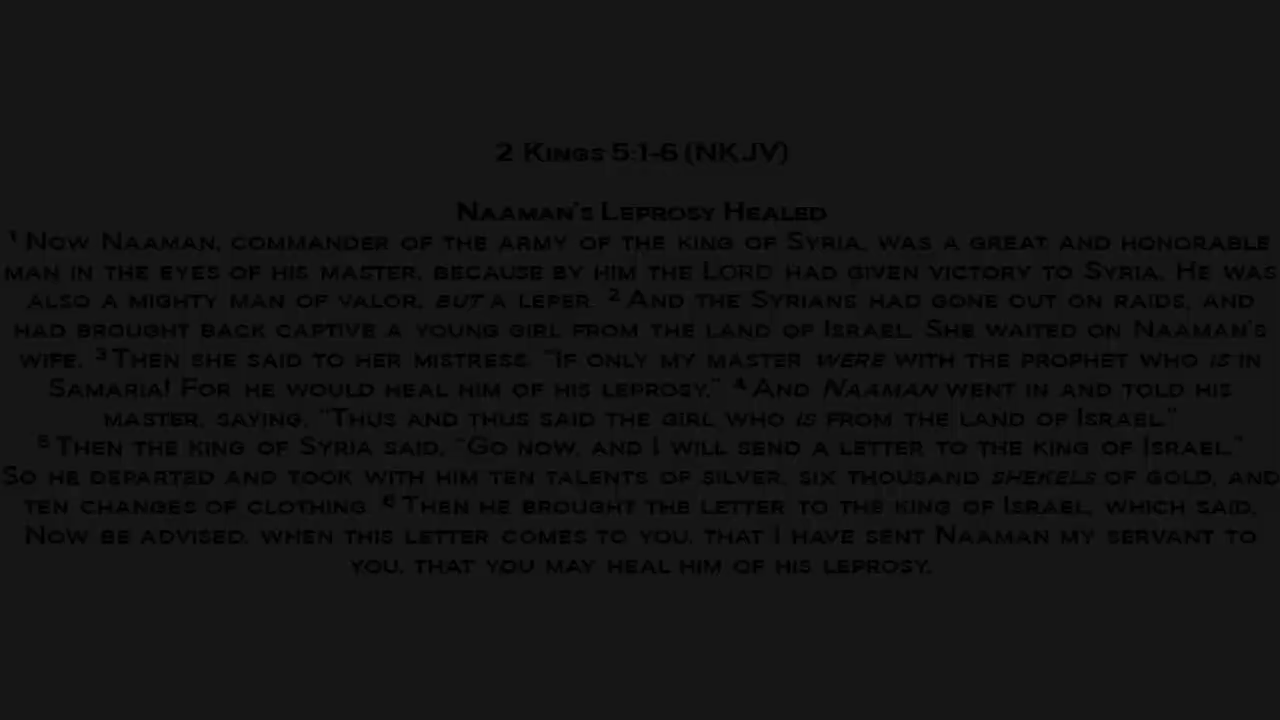 2 Kings 5:1-6 (NKJV)
Naaman's Leprosy Healed
1 Now Naaman, commander of the army of the king of Syria, was a great and honorable
man in the eyes of his master, because by him the Lord had given victory to Syria. He was
also a mighty man of valor, but a leper. 2 And the Syrians had gone out on raids, and
had brought back captive a young girl from the land of Israel. She waited on Naaman's
wife. 3 Then she said to her mistress, "If only my master were with the prophet who is in
Samaria! For he would heal him of his leprosy." 4 And Naaman went in and told his
master, saying, "Thus and thus said the girl who is from the land of Israel."
5 Then the king of Syria said, "Go now, and I will send a letter to the king of Israel."
So he departed and took with him ten talents of silver, six thousand shekels of gold, and
ten changes of clothing. 6 Then he brought the letter to the king of Israel, which said,
Now be advised, when this letter comes to you, that I have sent Naaman my servant to
you, that you may heal him of his leprosy.